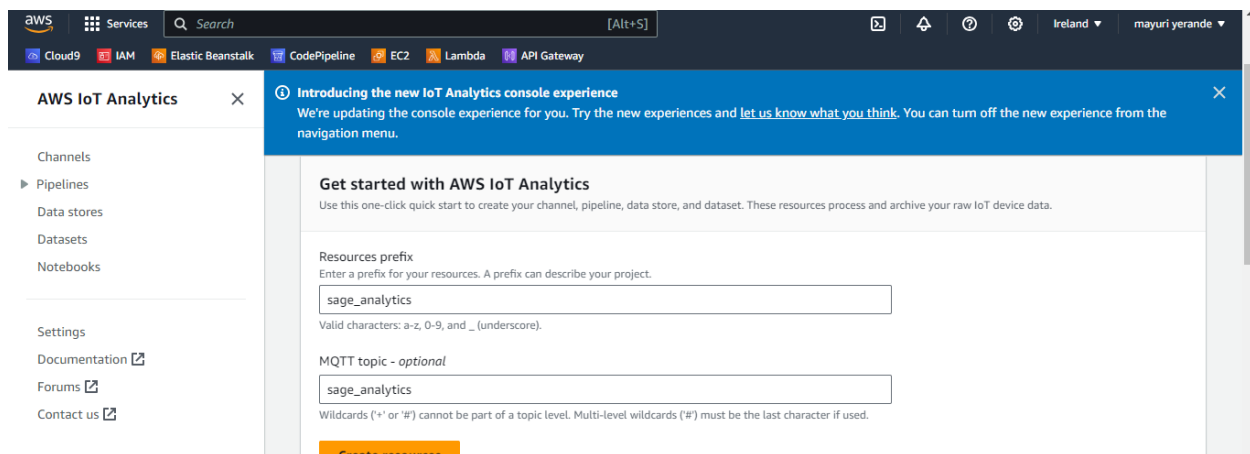 aws Services Search [Alt+S] Ireland ▼ mayuri yerande ▼
Cloud9 IAM Elastic Beanstalk CodePipeline EC2 Lambda API Gateway
AWS IoT Analytics
Channels
Pipelines
Data stores
Datasets
Notebooks
Settings
Documentation
Forums
Contact us
Introducing the new IoT Analytics console experience
We're updating the console experience for you. Try the new experiences and let us know what you think. You can turn off the new experience from the
navigation menu.
Get started with AWS IoT Analytics
Use this one-click quick start to create your channel, pipeline, data store, and dataset. These resources process and archive your raw IoT device data.
Resources prefix
Enter a prefix for your resources. A prefix can describe your project.
sage_analytics
Valid characters: a-z, 0-9, and _ (underscore).
MQTT topic - optional
sage_analytics
Wildcards ('+' or '#') cannot be part of a topic level. Multi-level wildcards ('#') must be the last character if used.
Create resources